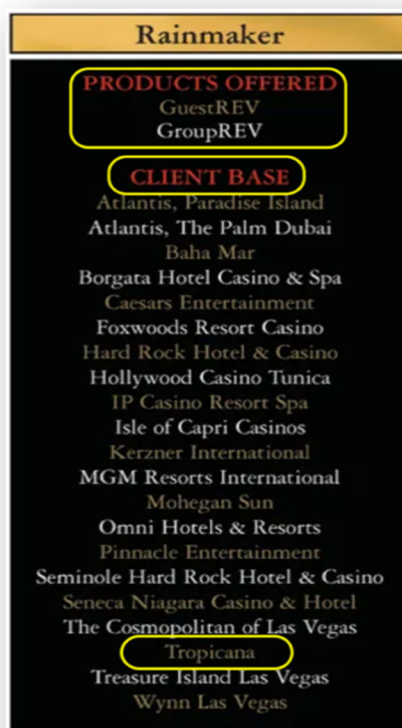 Rainmaker
PRODUCTS OFFERED
GuestREV
GroupREV
CLIENT BASE
Atlantis, Paradise Island
Atlantis, The Palm Dubai
Baha Mar
Borgata Hotel Casino & Spa
Caesars Entertainment
Foxwoods Resort Casino
Hard Rock Hotel & Casino
Hollywood Casino Tunica
IP Casino Resort Spa
Isle of Capri Casinos
Kerzner International
MGM Resorts International
Mohegan Sun
Omni Hotels & Resorts
Pinnacle Entertainment
Seminole Hard Rock Hotel & Casino
Seneca Niagara Casino & Hotel
The Cosmopolitan of Las Vegas
Tropicana
Treasure Island Las Vegas
Wynn Las Vegas